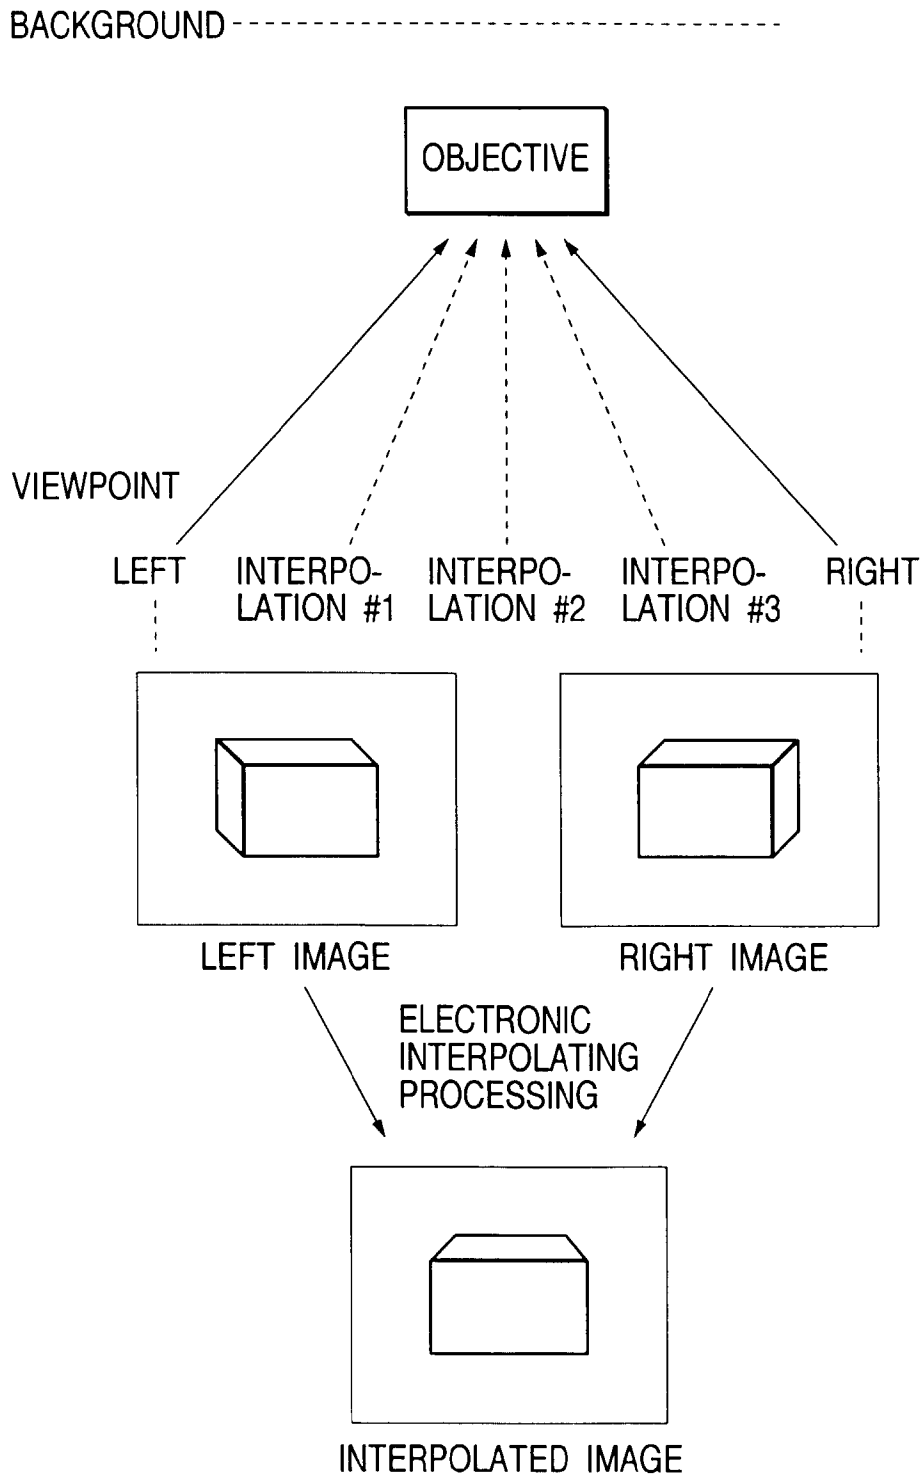 BACKGROUND
OBJECTIVE
VIEWPOINT
LEFT
INTERPO-
LATION #1
INTERPO-
LATION #2
INTERPO-
LATION #3
RIGHT
LEFT IMAGE
RIGHT IMAGE
ELECTRONIC
INTERPOLATING
PROCESSING
INTERPOLATED IMAGE